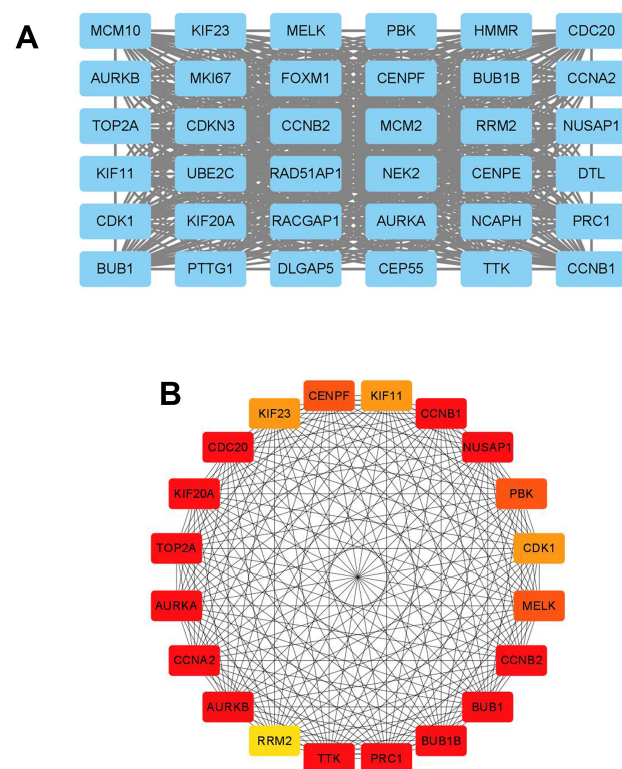 A
MCM10 KIF23 MELK PBK HMMR CDC20
AURKB MKI67 FOXM1 CENPF BUB1B CCNA2
TOP2A CDKN3 CCNB2 MCM2 RRM2 NUSAP1
KIF11 UBE2C RAD51AP1 NEK2 CENPE DTL
CDK1 KIF20A RACGAP1 AURKA NCAPH PRC1
BUB1 PTTG1 DLGAP5 CEP55 TTK CCNB1
B
CENPF KIF11
KIF23 CCNB1
CDC20 NUSAP1
KIF20A PBK
TOP2A CDK1
AURKA MELK
CCNA2 CCNB2
AURKB BUB1
RRM2 BUB1B
TTK PRC1